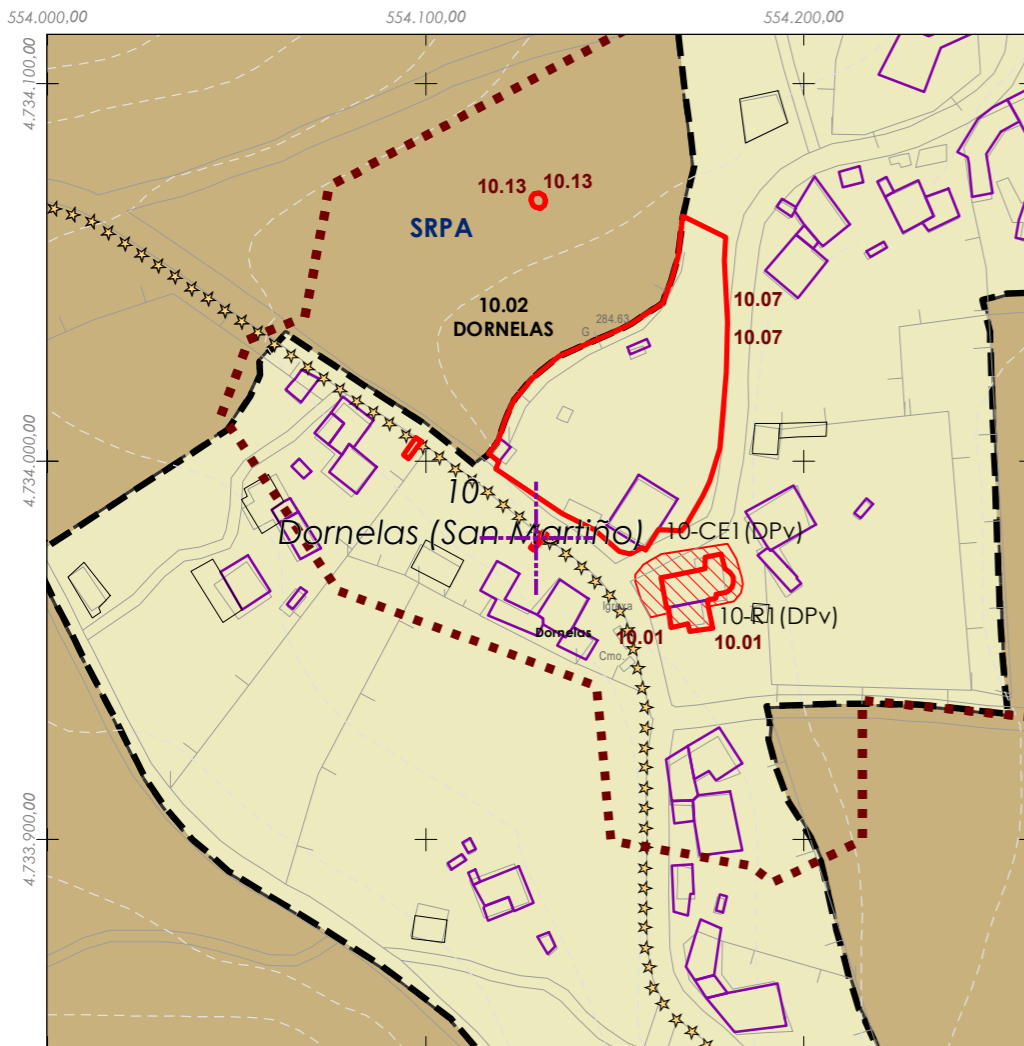 554.000,00
554.100,00
554.200,00
4.734.100,00
4.734.000,00
4.733.900,00
10.13 10.13
SRPA
10.02
DORNELAS
284.63
G
10.07
10.07
10
Dornelas (San Martiño)
10-CE1(DPv)
Igrexa
10-R1(DPv)
Dornelas
10.01
10.01
Cmo.